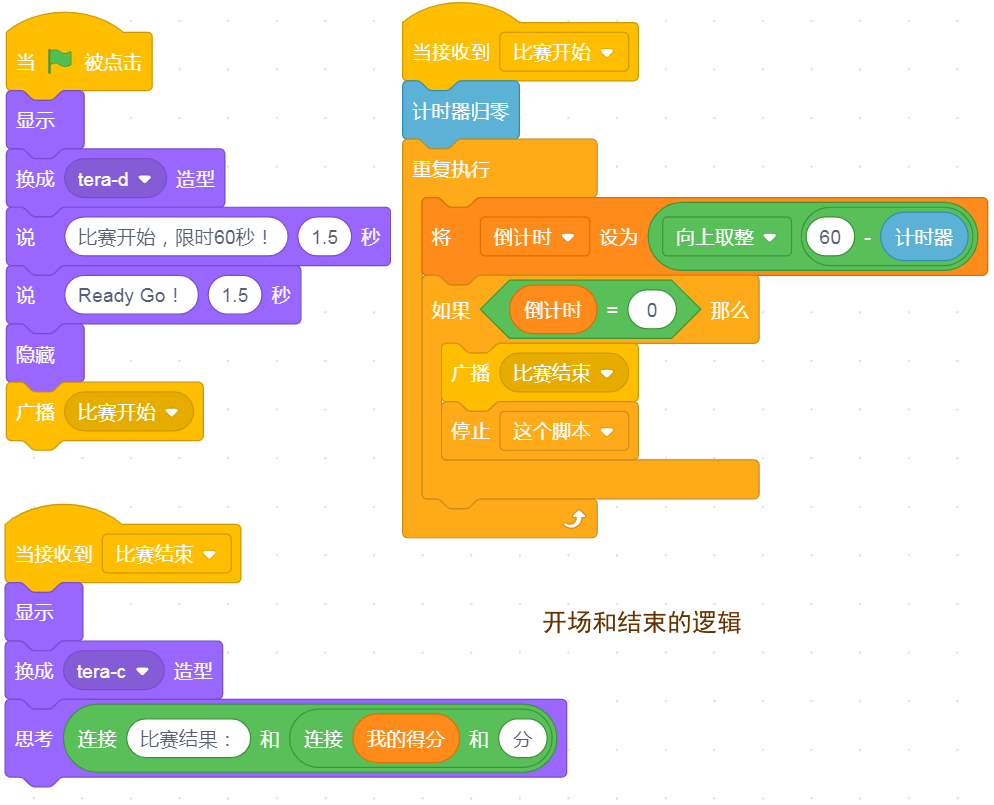 当 被点击
显示
换成 tera-d 造型
说 比赛开始，限时60秒！ 1.5 秒
说 Ready Go！ 1.5 秒
隐藏
广播 比赛开始
当接收到 比赛开始
计时器归零
重复执行
将 倒计时 设为 向上取整 60 - 计时器
如果 倒计时 = 0 那么
广播 比赛结束
停止 这个脚本
当接收到 比赛结束
显示
换成 tera-c 造型
思考 连接 比赛结果： 和 连接 我的得分 和 分
开场和结束的逻辑